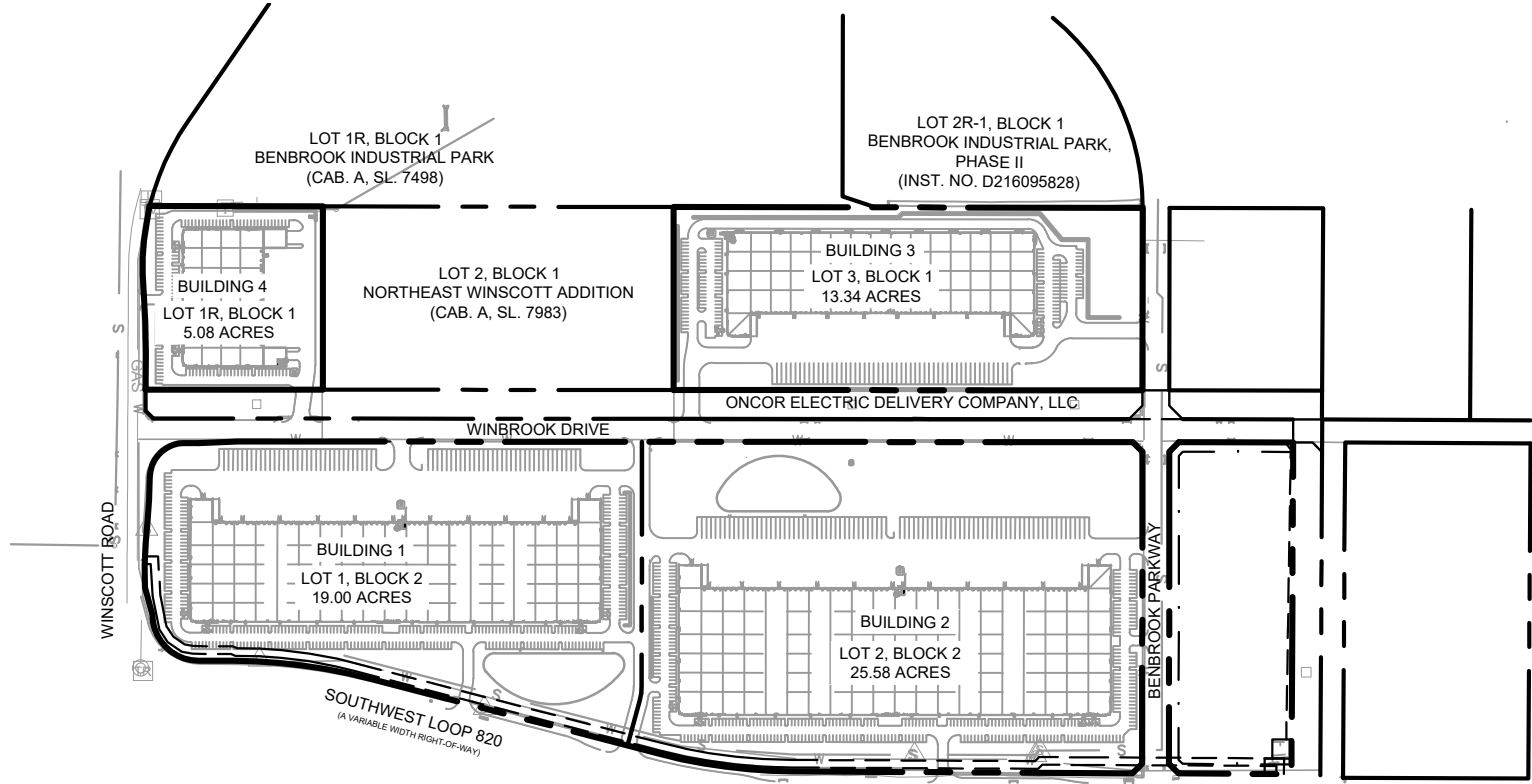 LOT 1R, BLOCK 1
BENBROOK INDUSTRIAL PARK
(CAB. A, SL. 7498)
LOT 2R-1, BLOCK 1
BENBROOK INDUSTRIAL PARK,
PHASE II
(INST. NO. D216095828)
BUILDING 4
LOT 1R, BLOCK 1
5.08 ACRES
LOT 2, BLOCK 1
NORTHEAST WINSCOTT ADDITION
(CAB. A, SL. 7983)
BUILDING 3
LOT 3, BLOCK 1
13.34 ACRES
S
GAS
W
S
ONCOR ELECTRIC DELIVERY COMPANY, LLC
WINBROOK DRIVE
W
W
W
W
WINSCOTT ROAD
S
BUILDING 1
LOT 1, BLOCK 2
19.00 ACRES
BUILDING 2
LOT 2, BLOCK 2
25.58 ACRES
BENBROOK PARKWAY
S
SOUTHWEST LOOP 820
(A VARIABLE WIDTH RIGHT-OF-WAY)
W
S
W
S
W
S
W
S